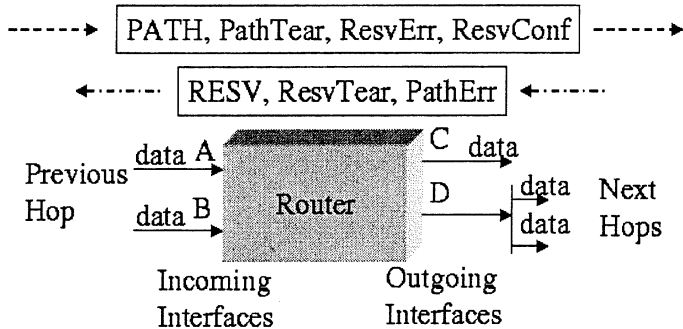 PATH, PathTear, ResvErr, ResvConf
RESV, ResvTear, PathErr
data A
C
data
Previous
Hop
Router
D
data
Next
Hops
data B
data
Incoming
Interfaces
Outgoing
Interfaces